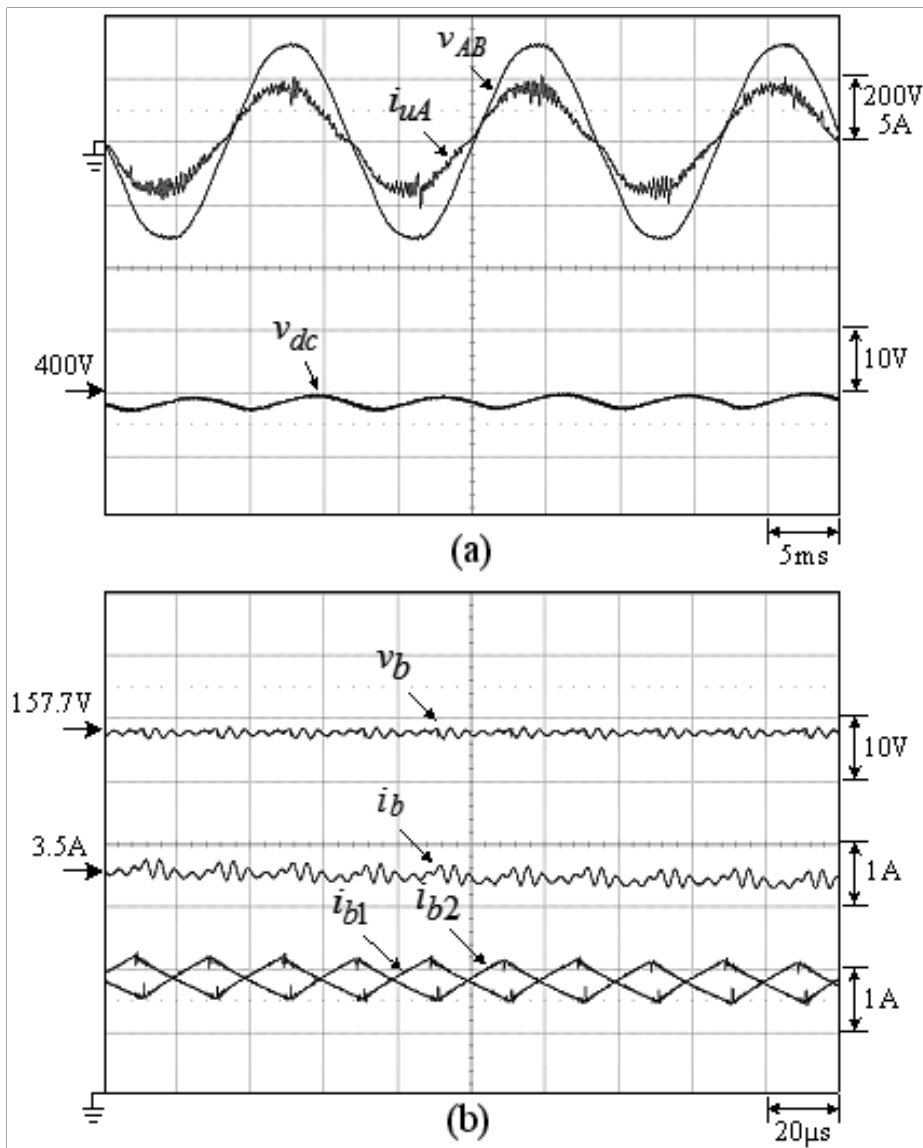 v_AB
i_uA
200V
5A
v_dc
400V
10V
(a)
5ms
v_b
157.7V
10V
i_b
3.5A
1A
i_b1
i_b2
1A
(b)
20μs